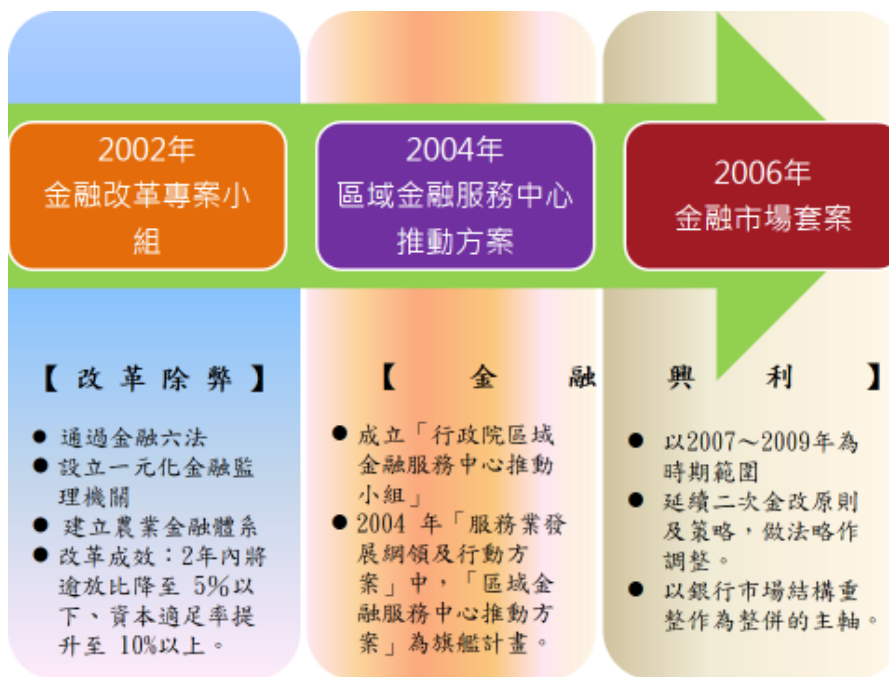 2002年
金融改革專案小
組
2004年
區域金融服務中心
推動方案
2006年
金融市場套案
【改革除弊】
● 通過金融六法
● 設立一元化金融監
理機關
● 建立農業金融體系
● 改革成效：2年內將
逾放比降至 5%以
下、資本適足率提
升至 10%以上。
【金融興利】
● 成立「行政院區域
金融服務中心推動
小組」
● 2004 年「服務業發
展綱領及行動方
案」中，「區域金
融服務中心推動方
案」為旗艦計畫。
● 以2007～2009年為
時期範圍
● 延續二次金改原則
及策略，做法略作
調整。
● 以銀行市場結構重
整作為整併的主軸。